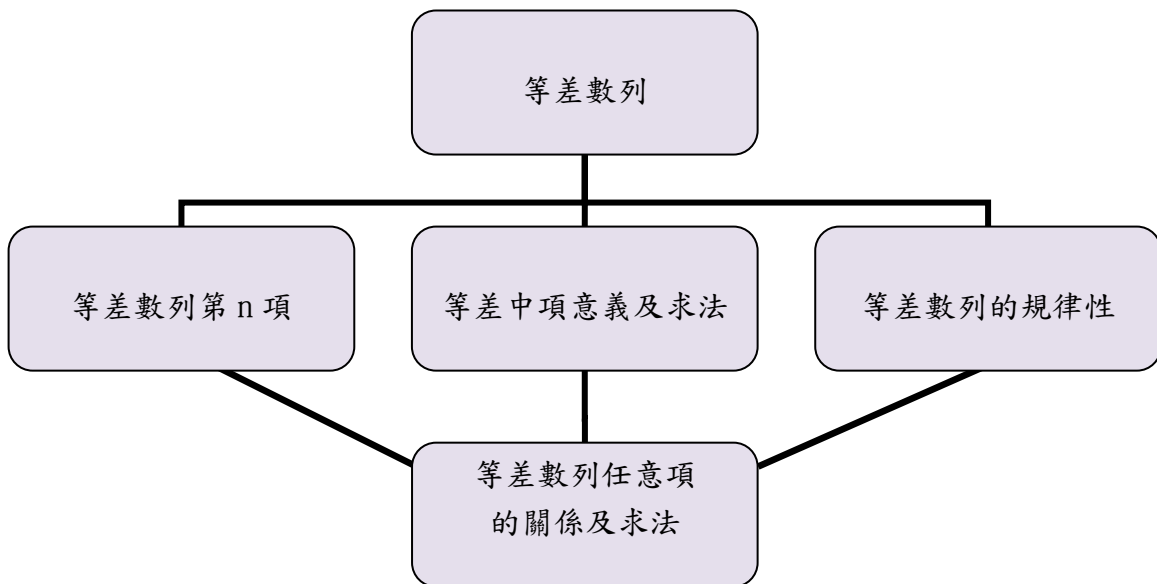 等差數列
等差數列第 n 項
等差中項意義及求法
等差數列的規律性
等差數列任意項
的關係及求法